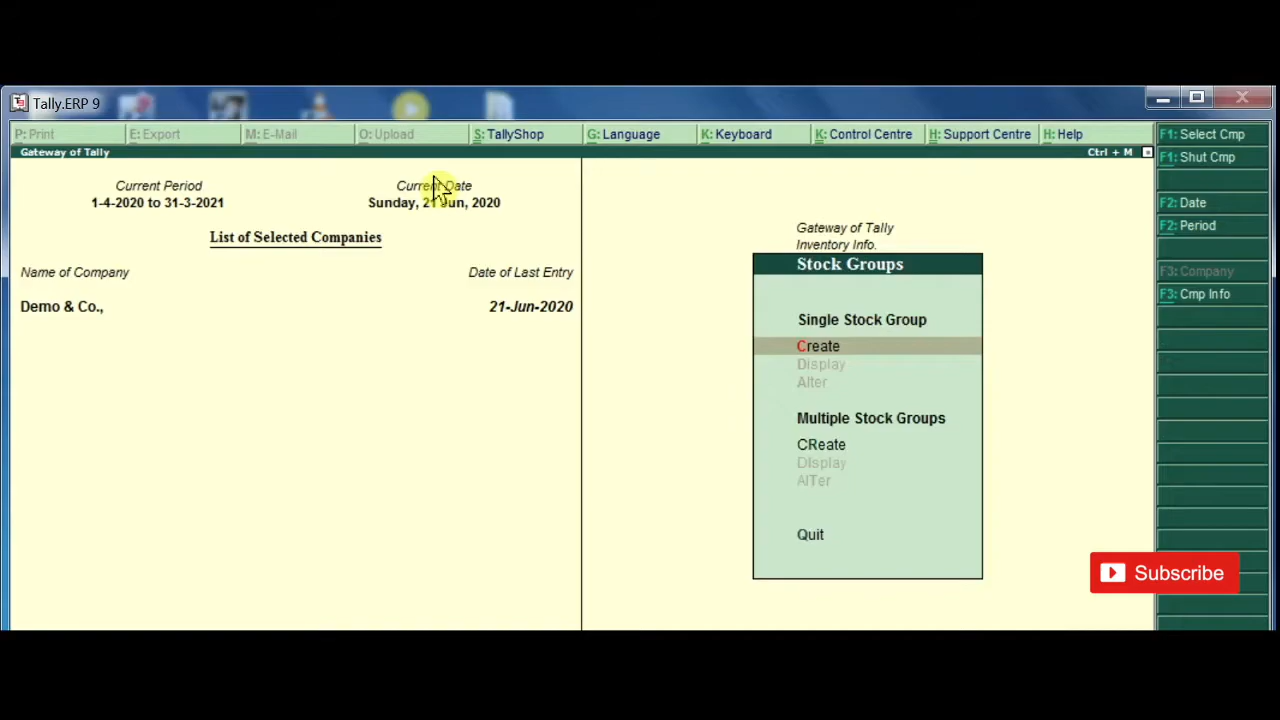 Tally.ERP 9
P: Print E: Export M: E-Mail O: Upload S: TallyShop G: Language K: Keyboard K: Control Centre H: Support Centre H: Help
Gateway of Tally Ctrl + M
Current Period Current Date
1-4-2020 to 31-3-2021 Sunday, 21 Jun, 2020
List of Selected Companies
Name of Company Date of Last Entry
Demo & Co., 21-Jun-2020
Gateway of Tally
Inventory Info.
Stock Groups
Single Stock Group
Create
Display
Alter
Multiple Stock Groups
CReate
DIsplay
AlTer
Quit
F1: Select Cmp
F1: Shut Cmp
F2: Date
F2: Period
F3: Company
F3: Cmp Info
Subscribe